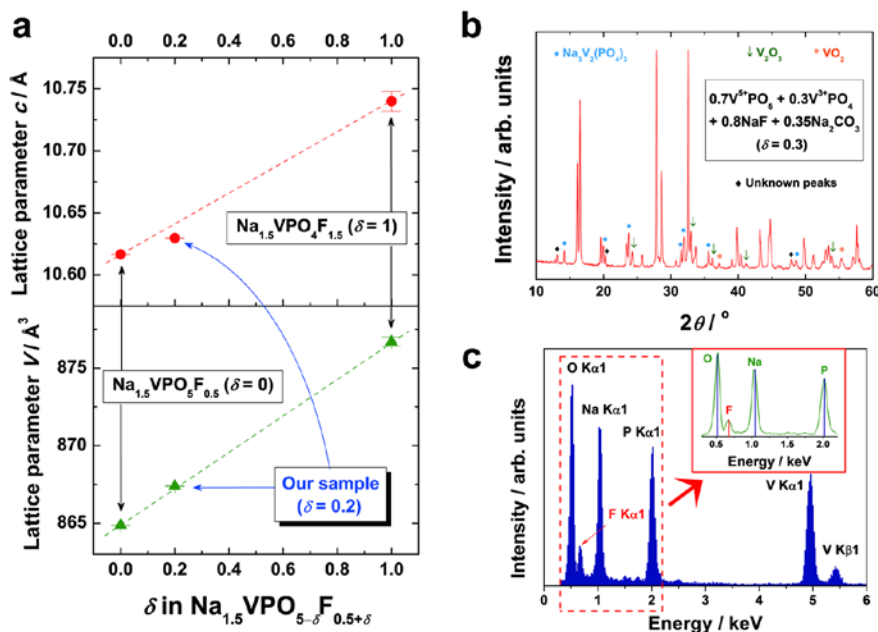 a
0.0 0.2 0.4 0.6 0.8 1.0
Lattice parameter c / Å
10.75
10.70
10.65
10.60
Na1.5VPO4F1.5 (δ = 1)
Lattice parameter V / Å3
875
870
865
Na1.5VPO5F0.5 (δ = 0)
Our sample
(δ = 0.2)
0.0 0.2 0.4 0.6 0.8 1.0
δ in Na1.5VPO5-δF0.5+δ
b
Intensity / arb. units
Na3V2(PO4)2
V2O3
VO2
0.7V5+PO5 + 0.3V3+PO4
+ 0.8NaF + 0.35Na2CO3
(δ = 0.3)
Unknown peaks
10 20 30 40 50 60
2θ / °
c
Intensity / arb. units
O Kα1
Na Kα1
P Kα1
F Kα1
V Kα1
V Kβ1
O
F
Na
P
0.5 1.0 1.5 2.0
Energy / keV
0 1 2 3 4 5 6
Energy / keV